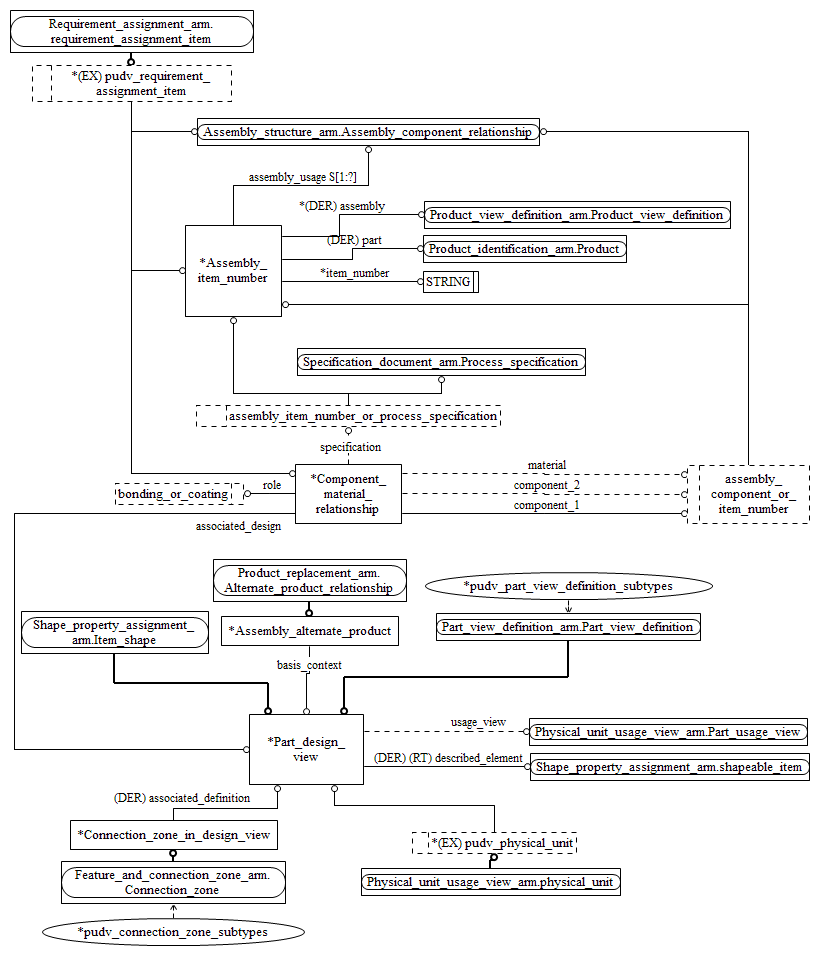 Requirement_assignment_arm.
requirement_assignment_item
*(EX) pudv_requirement_
assignment_item
Assembly_structure_arm.Assembly_component_relationship
assembly_usage S[1:?]
*(DER) assembly
Product_view_definition_arm.Product_view_definition
(DER) part
Product_identification_arm.Product
*Assembly_
item_number
*item_number
STRING
Specification_document_arm.Process_specification
assembly_item_number_or_process_specification
specification
*Component_
material_
relationship
role
bonding_or_coating
associated_design
material
component_2
component_1
assembly_
component_or_
item_number
Product_replacement_arm.
Alternate_product_relationship
*pudv_part_view_definition_subtypes
Shape_property_assignment_
arm.Item_shape
*Assembly_alternate_product
Part_view_definition_arm.Part_view_definition
basis_context
*Part_design_
view
usage_view
Physical_unit_usage_view_arm.Part_usage_view
(DER) (RT) described_element
Shape_property_assignment_arm.shapeable_item
(DER) associated_definition
*Connection_zone_in_design_view
*(EX) pudv_physical_unit
Feature_and_connection_zone_arm.
Connection_zone
Physical_unit_usage_view_arm.physical_unit
*pudv_connection_zone_subtypes